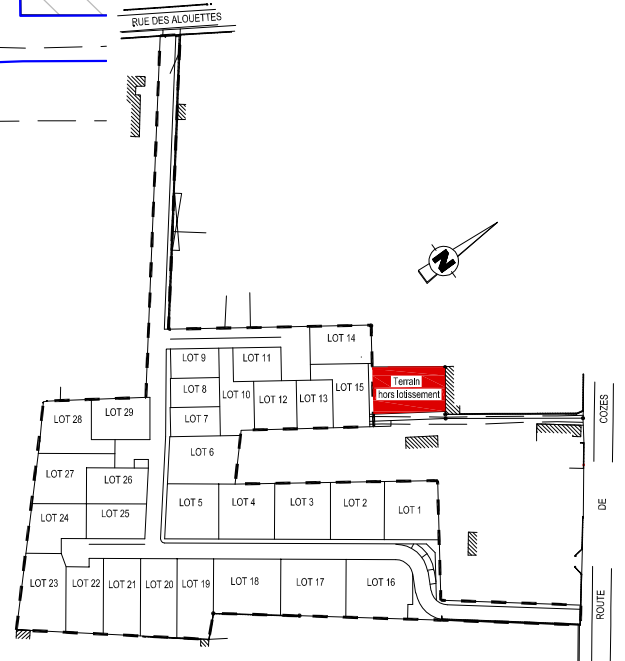 RUE DES ALOUETTES
N
LOT 14
LOT 9
LOT 11
LOT 15
Terrain
hors lotissement
LOT 8
LOT 10
LOT 12
LOT 13
LOT 7
COZES
LOT 28
LOT 29
LOT 6
LOT 27
LOT 26
LOT 5
LOT 4
LOT 3
LOT 2
LOT 1
DE
LOT 24
LOT 25
LOT 23
LOT 22
LOT 21
LOT 20
LOT 19
LOT 18
LOT 17
LOT 16
ROUTE